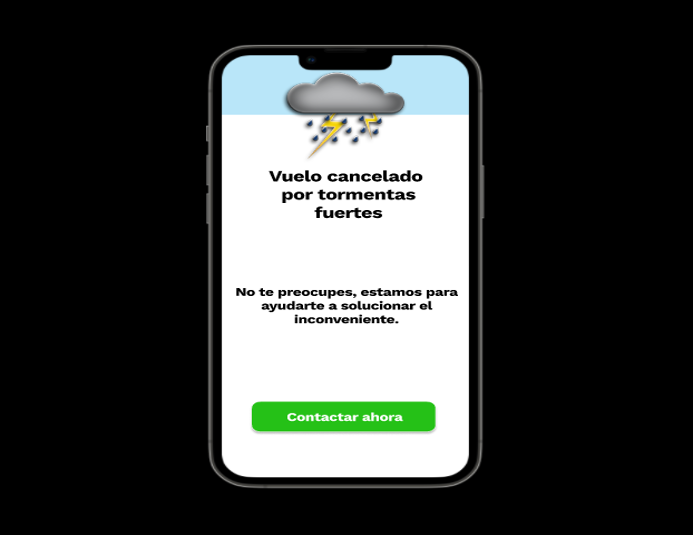 Vuelo cancelado
por tormentas
fuertes
No te preocupes, estamos para
ayudarte a solucionar el
inconveniente.
Contactar ahora